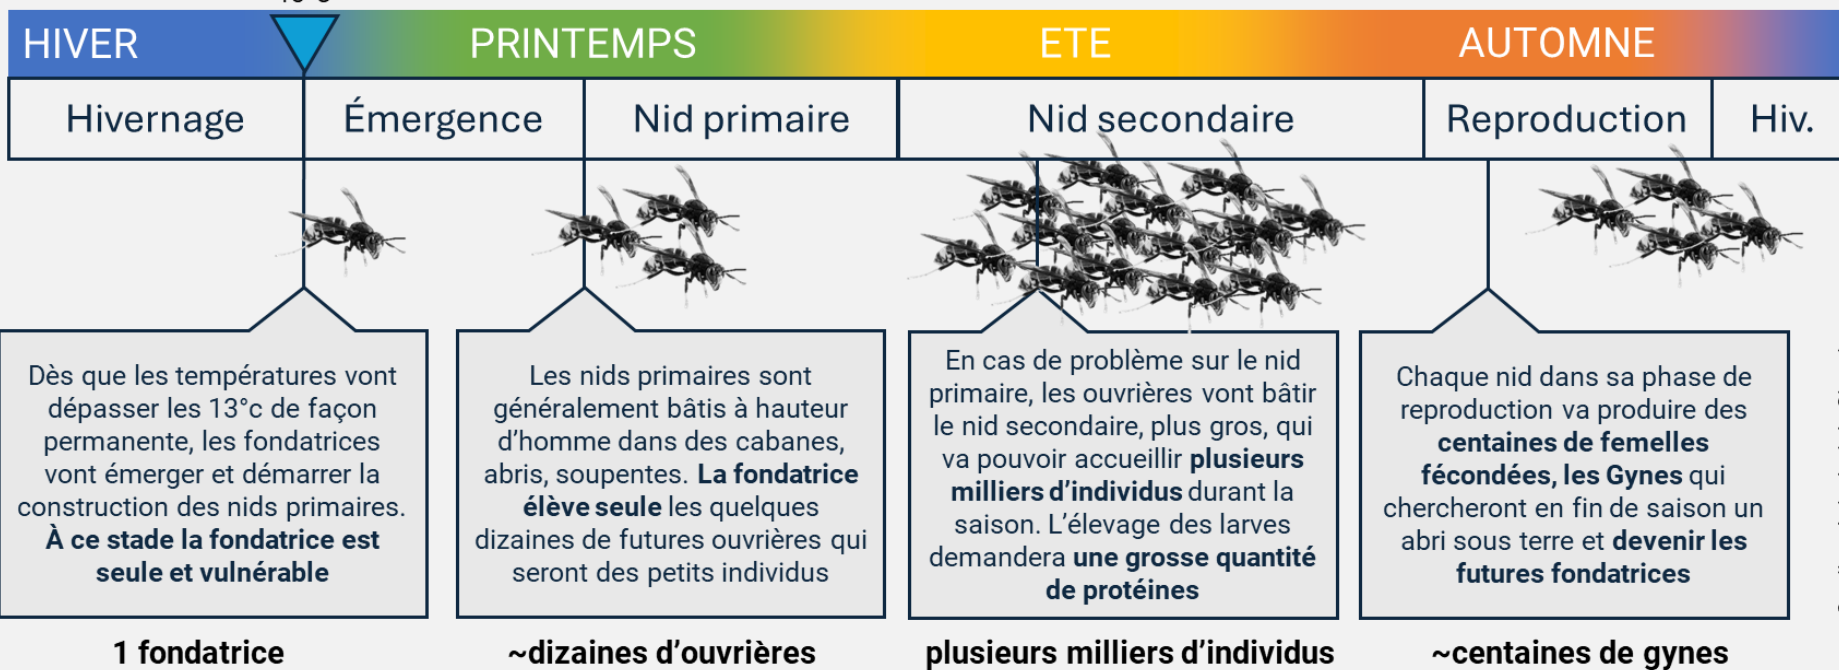 HIVER
PRINTEMPS
ETE
AUTOMNE
Hivernage
Émergence
Nid primaire
Nid secondaire
Reproduction
Hiv.
Dès que les températures vont
dépasser les 13°c de façon
permanente, les fondatrices
vont émerger et démarrer la
construction des nids primaires.
À ce stade la fondatrice est
seule et vulnérable
Les nids primaires sont
généralement bâtis à hauteur
d’homme dans des cabanes,
abris, soupentes. La fondatrice
élève seule les quelques
dizaines de futures ouvrières qui
seront des petits individus
En cas de problème sur le nid
primaire, les ouvrières vont bâtir
le nid secondaire, plus gros, qui
va pouvoir accueillir plusieurs
milliers d’individus durant la
saison. L’élevage des larves
demandera une grosse quantité
de protéines
Chaque nid dans sa phase de
reproduction va produire des
centaines de femelles
fécondées, les Gynes qui
chercheront en fin de saison un
abri sous terre et devenir les
futures fondatrices
1 fondatrice
~dizaines d’ouvrières
plusieurs milliers d’individus
~centaines de gynes